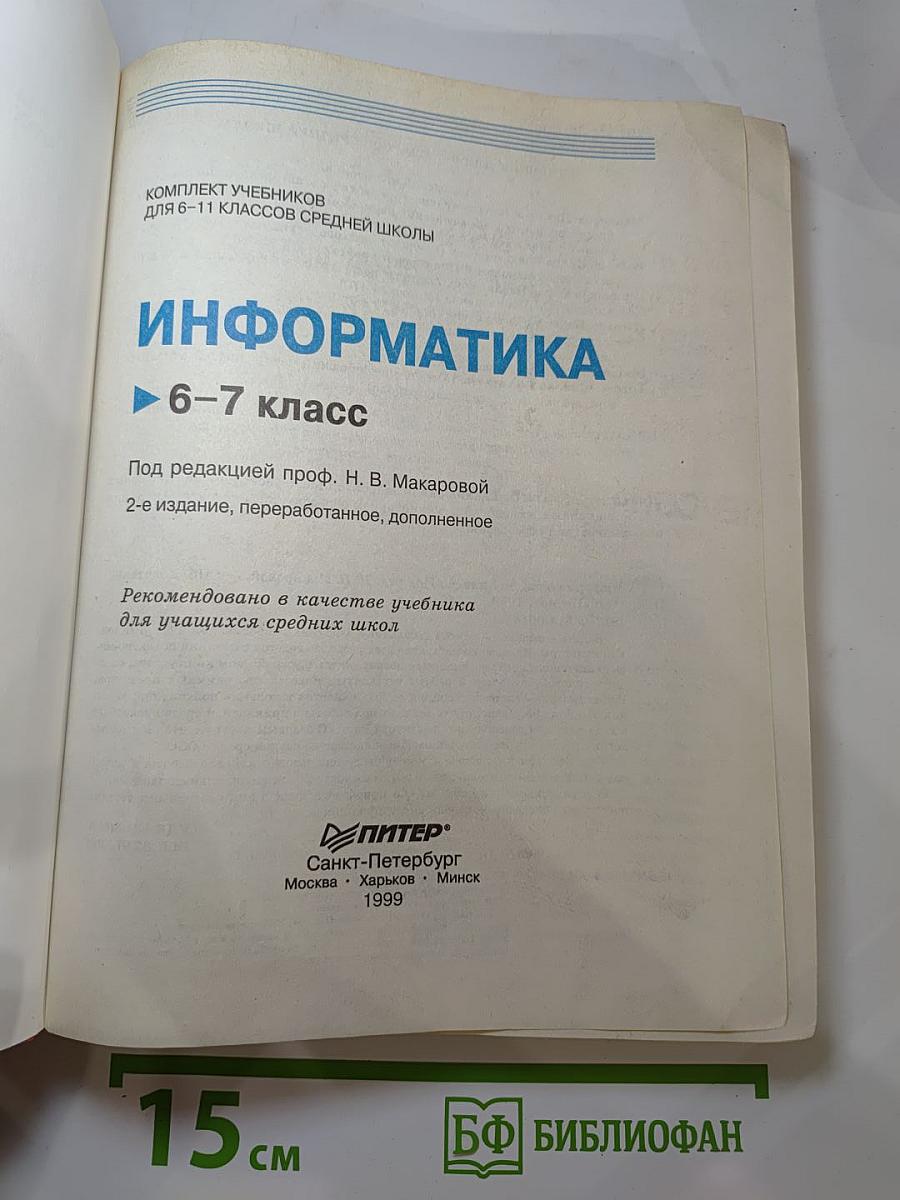 КОМПЛЕКТ УЧЕБНИКОВ
ДЛЯ 6–11 КЛАССОВ СРЕДНЕЙ ШКОЛЫ
ИНФОРМАТИКА
6–7 класс
Под редакцией проф. Н. В. Макаровой
2-е издание, переработанное, дополненное
Рекомендовано в качестве учебника
для учащихся средних школ
ПИТЕР®
Санкт-Петербург
Москва · Харьков · Минск
1999
15 см
БФ БИБЛИОФАН